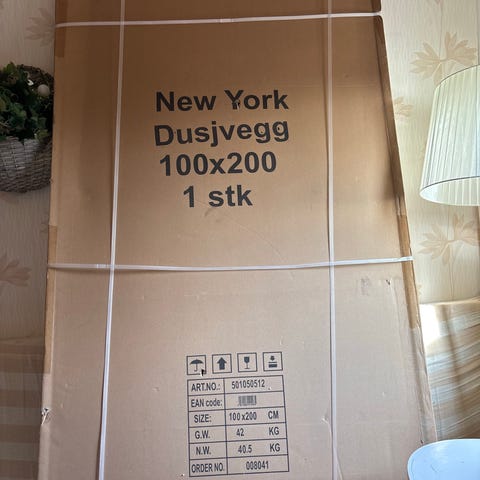 New York
Dusjvegg
100x200
1 stk
ART.NO.: 501050512
EAN code:
SIZE: 100x200 CM
G.W. 42 KG
N.W. 40.5 KG
ORDER NO. 008041